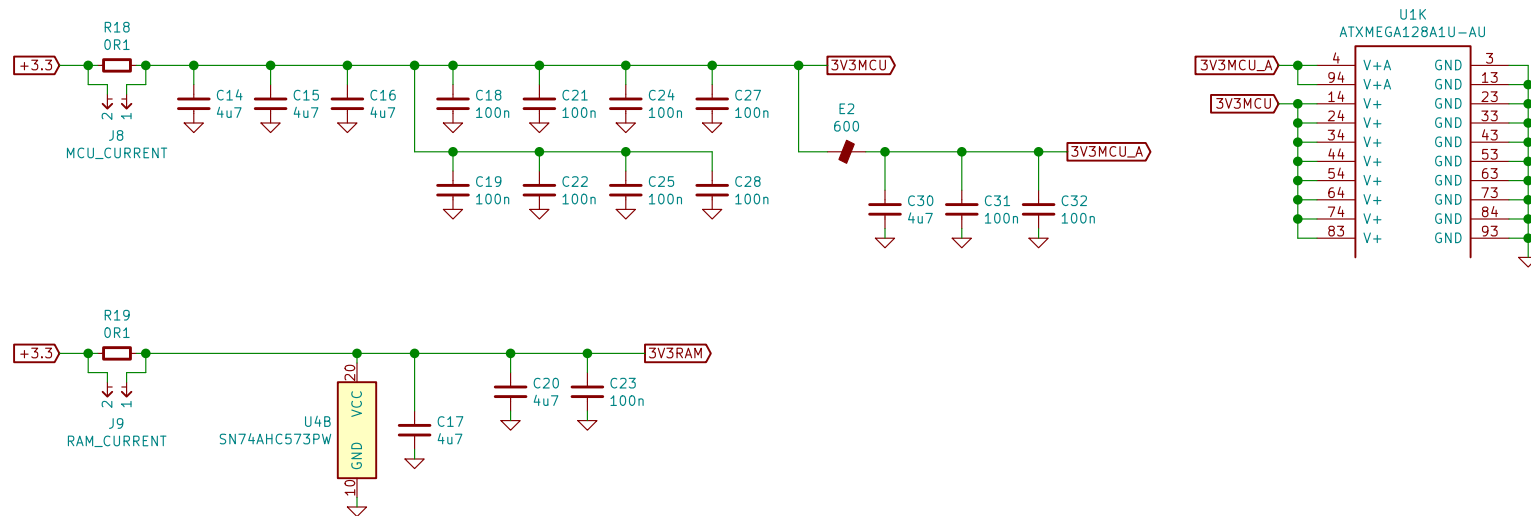 R18
0R1
+3.3
2
1
J8
MCU_CURRENT
C14
4u7
C15
4u7
C16
4u7
C18
100n
C21
100n
C24
100n
C27
100n
3V3MCU
C19
100n
C22
100n
C25
100n
C28
100n
E2
600
3V3MCU_A
C30
4u7
C31
100n
C32
100n
U1K
ATXMEGA128A1U-AU
3V3MCU_A
3V3MCU
4 V+A GND 3
94 V+A GND 13
14 V+ GND 23
24 V+ GND 33
34 V+ GND 43
44 V+ GND 53
54 V+ GND 63
64 V+ GND 73
74 V+ GND 84
83 V+ GND 93
R19
0R1
+3.3
2
1
J9
RAM_CURRENT
20
VCC
U4B
SN74AHC573PW
GND
10
C17
4u7
C20
4u7
C23
100n
3V3RAM